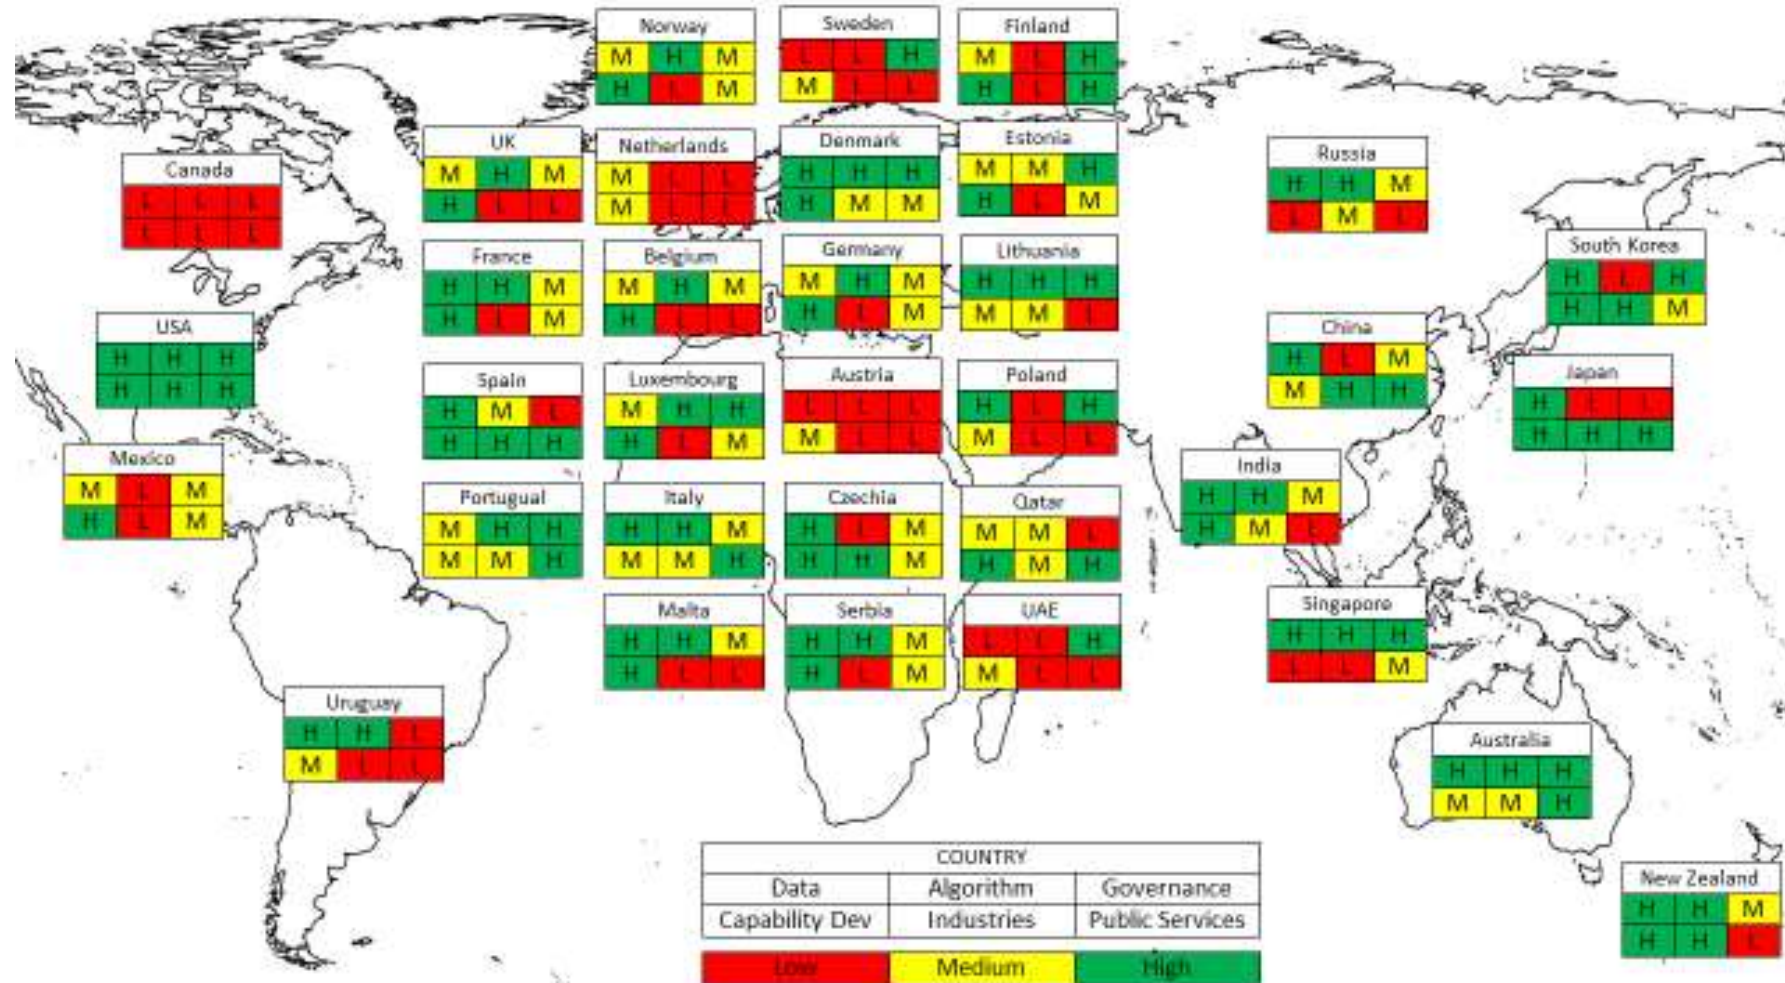 Norway
M H M
H L M
Sweden
L L H
M L L
Finland
M L H
H L H
Canada
L L L
L L L
UK
M H M
H L L
Netherlands
M L L
M L L
Denmark
H H H
H M M
Estonia
M M H
H L M
Russia
H H M
L M L
France
H H M
H L M
Belgium
M H M
H L L
Germany
M H M
H L M
Lithuania
H H H
M M L
South Korea
H L H
H H M
USA
H H H
H H H
China
H L M
M H H
Spain
H M L
H H H
Luxembourg
M H H
H L M
Austria
L L L
M L L
Poland
H L H
M L L
Japan
H L L
H H H
Mexico
M L M
H L M
India
H H M
H M L
Portugual
M H H
M M H
Italy
H H M
M M H
Czechia
H L M
H H M
Qatar
M M L
H M H
Malta
H H M
H L L
Serbia
H H M
H L M
UAE
L L H
M L L
Singapore
H H H
L L M
Uruguay
H H L
M L L
Australia
H H H
M M H
New Zealand
H H M
H H L
COUNTRY
Data Algorithm Governance
Capability Dev Industries Public Services
Low Medium High